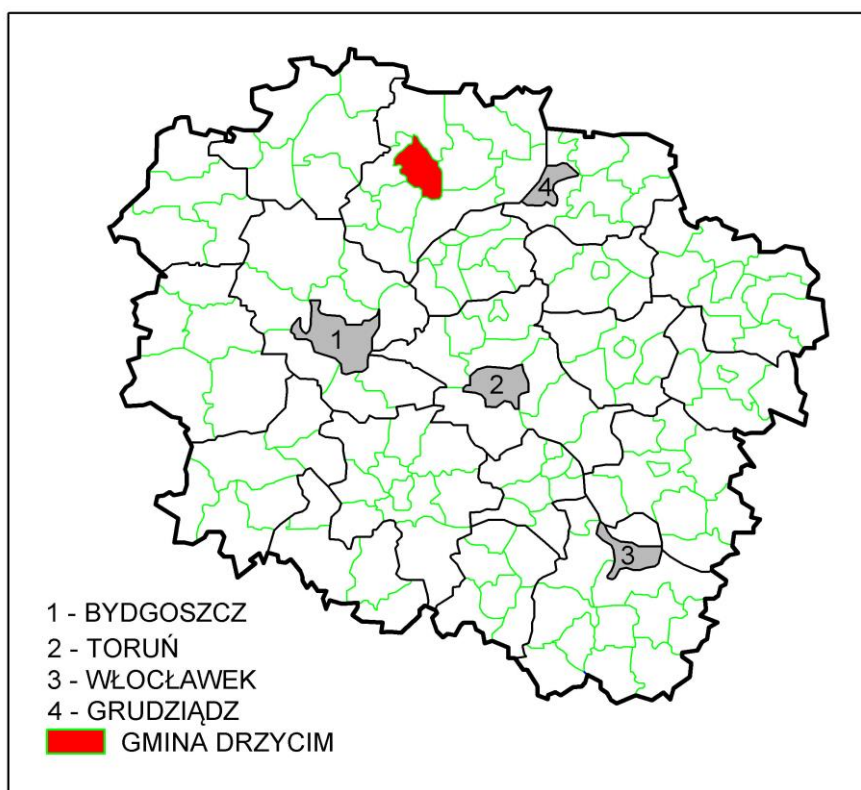 4
1
2
3
1 - BYDGOSZCZ
2 - TORUŃ
3 - WŁOCŁAWEK
4 - GRUDZIĄDZ
GMINA DRZYCIM